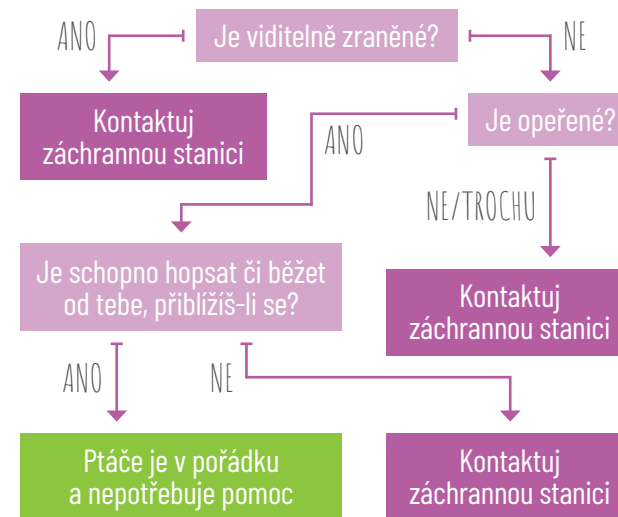 ANO
Je viditelně zraněné?
NE
Kontaktuj
záchrannou stanici
Je opeřené?
ANO
NE/TROCHU
Je schopno hopsat či běžet
od tebe, přiblížíš-li se?
Kontaktuj
záchrannou stanici
ANO
NE
Ptáče je v pořádku
a nepotřebuje pomoc
Kontaktuj
záchrannou stanici